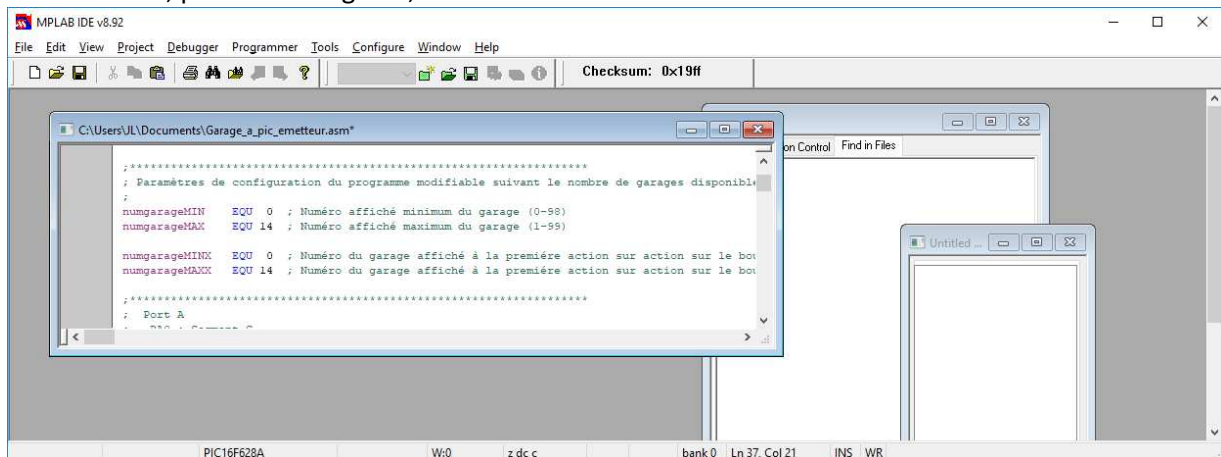 MPLAB IDE v8.92
File Edit View Project Debugger Programmer Tools Configure Window Help
Checksum: 0x19ff
C:\Users\JL\Documents\Garage_a_pic_emetteur.asm*
on Control Find in Files
;*******************************************************************
; Paramètres de configuration du programme modifiable suivant le nombre de garages disponible
;
numgarageMIN EQU 0 ; Numéro affiché minimum du garage (0-98)
numgarageMAX EQU 14 ; Numéro affiché maximum du garage (1-99)
numgarageMINX EQU 0 ; Numéro du garage affiché à la premiére action sur action sur le bou
numgarageMAXX EQU 14 ; Numéro du garage affiché à la premiére action sur action sur le bou
;*******************************************************************
; Port A
Untitled ...
PIC16F628A W:0 z dc c bank 0 Ln 37, Col 21 INS WR